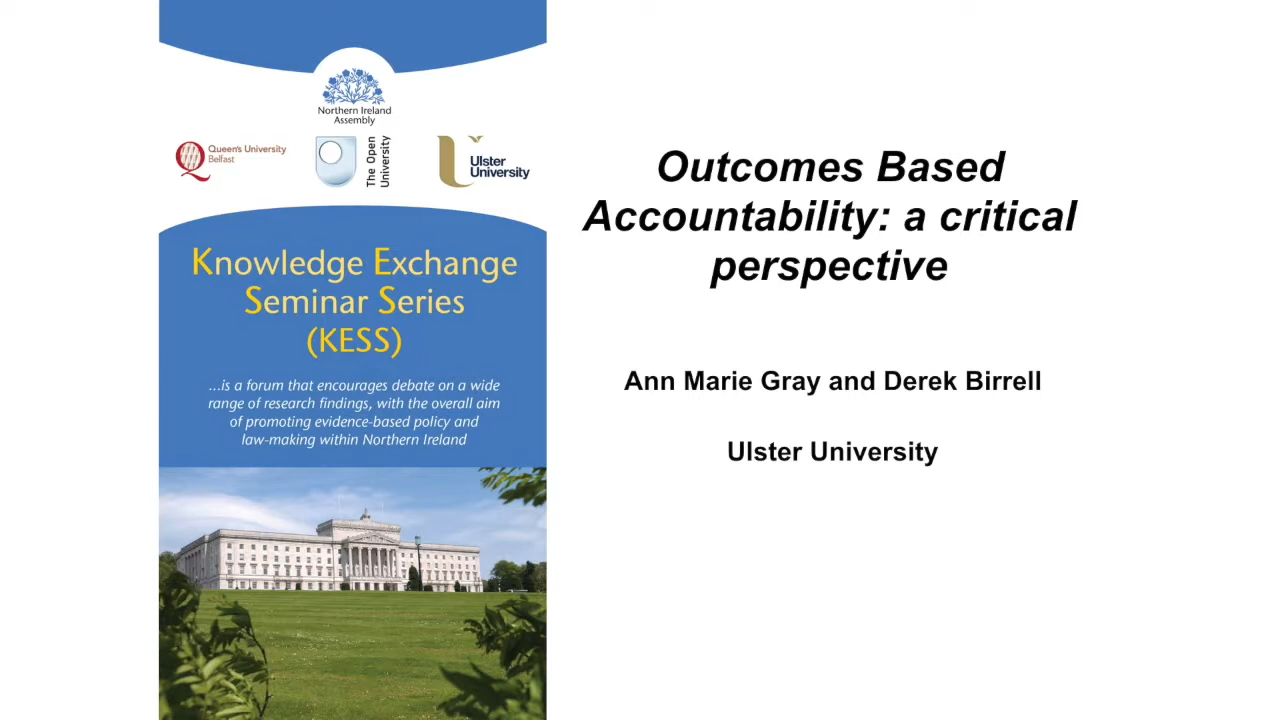 Northern Ireland
Assembly
Queen's University
Belfast
The Open
University
Ulster
University
Knowledge Exchange
Seminar Series
(KESS)
...is a forum that encourages debate on a wide
range of research findings, with the overall aim
of promoting evidence-based policy and
law-making within Northern Ireland
Outcomes Based
Accountability: a critical
perspective
Ann Marie Gray and Derek Birrell
Ulster University